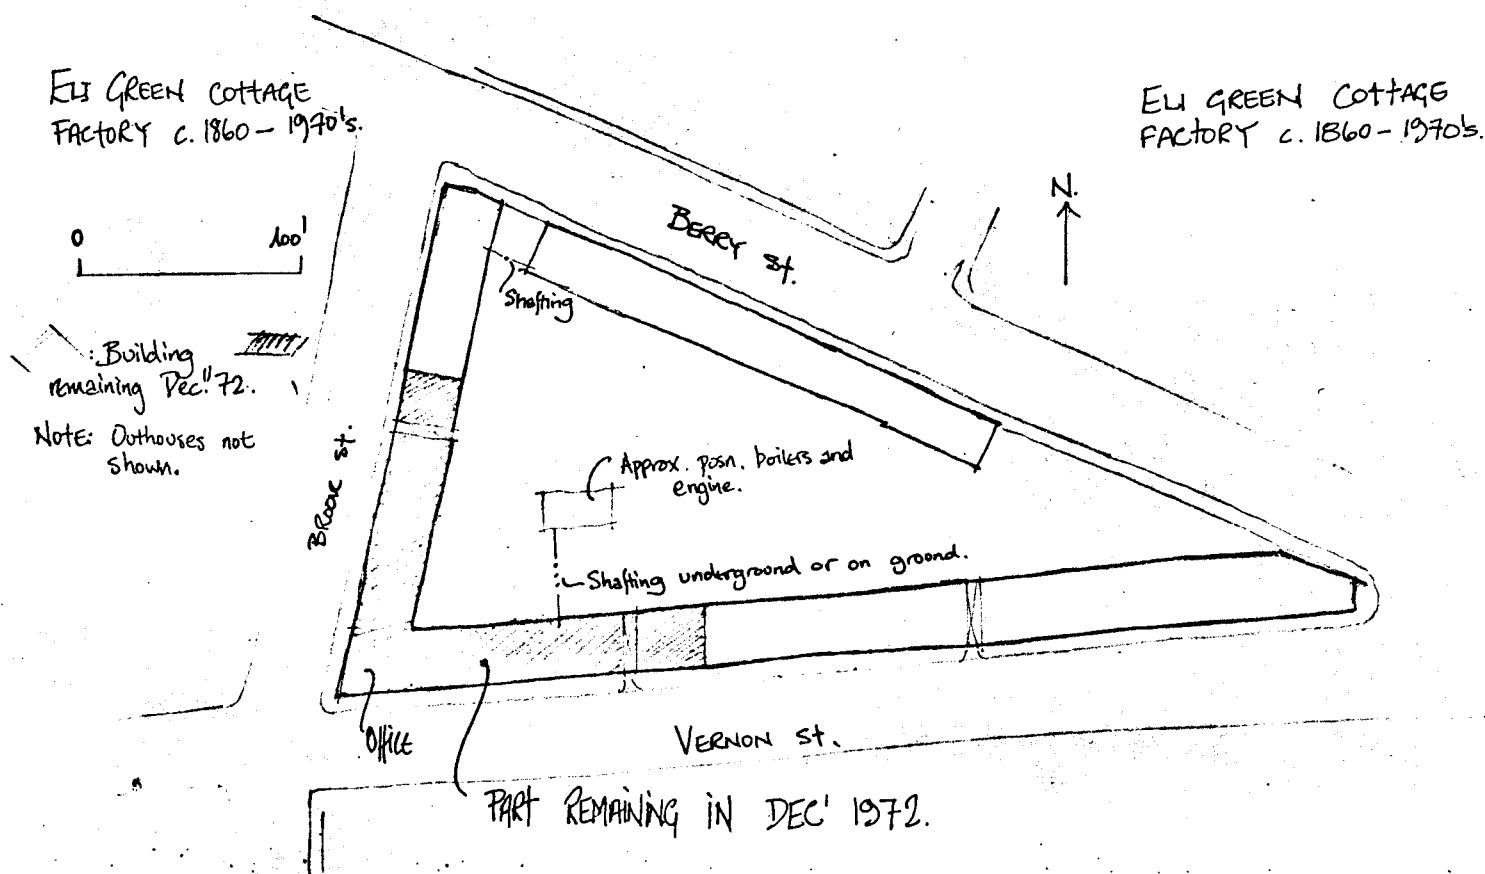 ELI GREEN COTTAGE
FACTORY c. 1860 - 1970's.
ELI GREEN COTTAGE
FACTORY c. 1860 - 1970's.
N.
0 100'
BERRY St.
Shafting
: Building
remaining Dec." 72.
NOTE: Outhouses not
shown.
BROOK St.
Approx. posn. boilers and
engine.
Shafting underground or on ground.
Office
VERNON St.
PART REMAINING IN DEC' 1972.